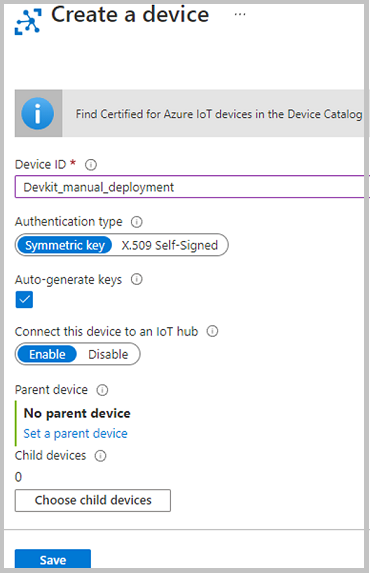 Create a device ...
Find Certified for Azure IoT devices in the Device Catalog
Device ID *
Devkit_manual_deployment
Authentication type
Symmetric key X.509 Self-Signed
Auto-generate keys
Connect this device to an IoT hub
Enable Disable
Parent device
No parent device
Set a parent device
Child devices
0
Choose child devices
Save